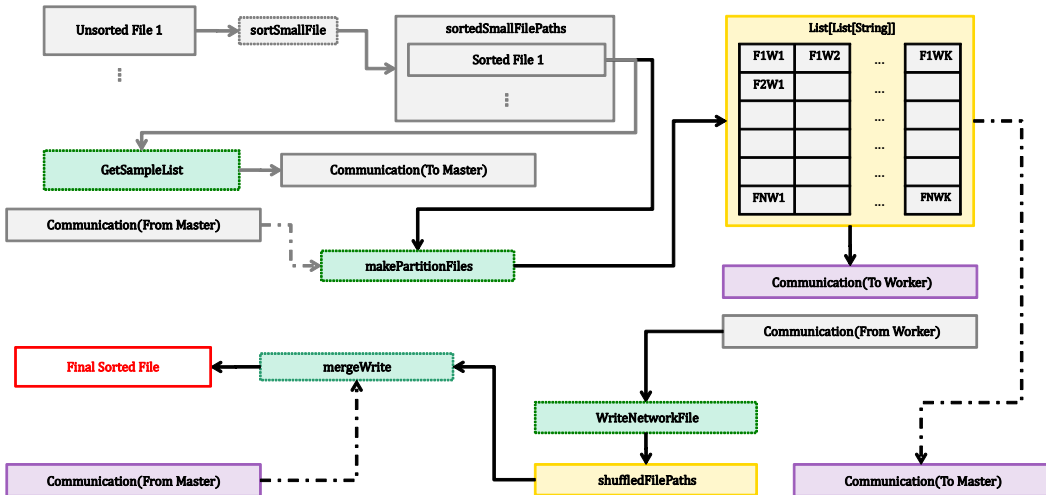 Unsorted File 1
sortSmallFile
sortedSmallFilePaths
Sorted File 1
⋮
⋮
List[List[String]]
F1W1 F1W2 ... F1WK
F2W1 ...
...
...
...
FNW1 ... FNWK
GetSampleList
Communication(To Master)
Communication(From Master)
makePartitionFiles
Communication(To Worker)
Communication(From Worker)
Final Sorted File
mergeWrite
WriteNetworkFile
Communication(From Master)
shuffledFilePaths
Communication(To Master)